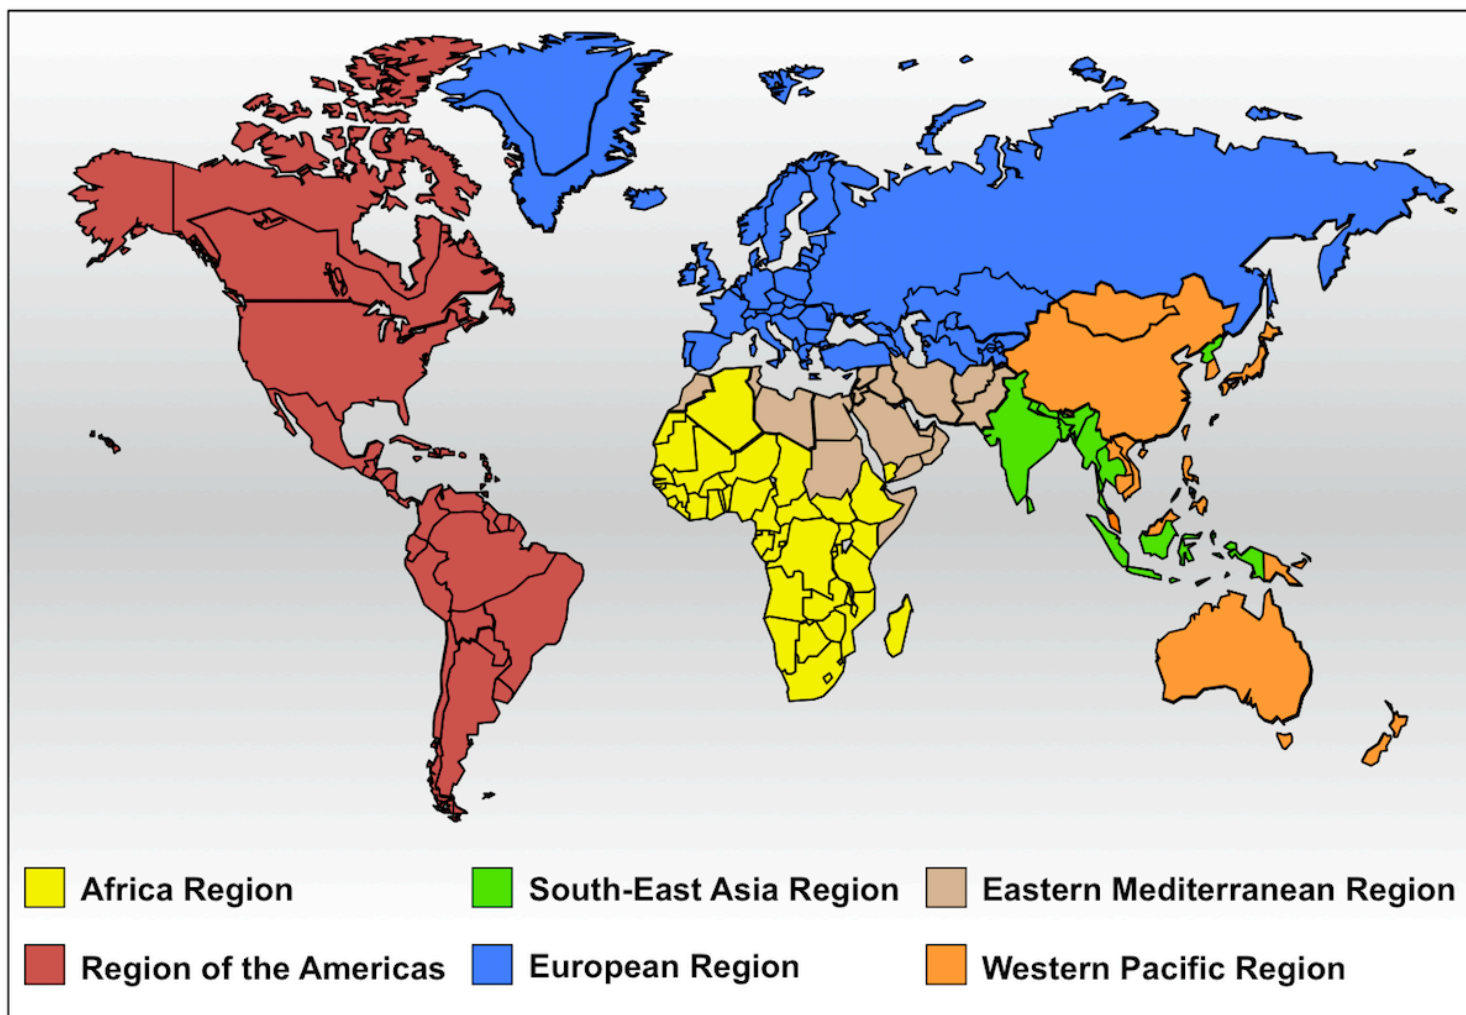 Africa Region
South-East Asia Region
Eastern Mediterranean Region
Region of the Americas
European Region
Western Pacific Region